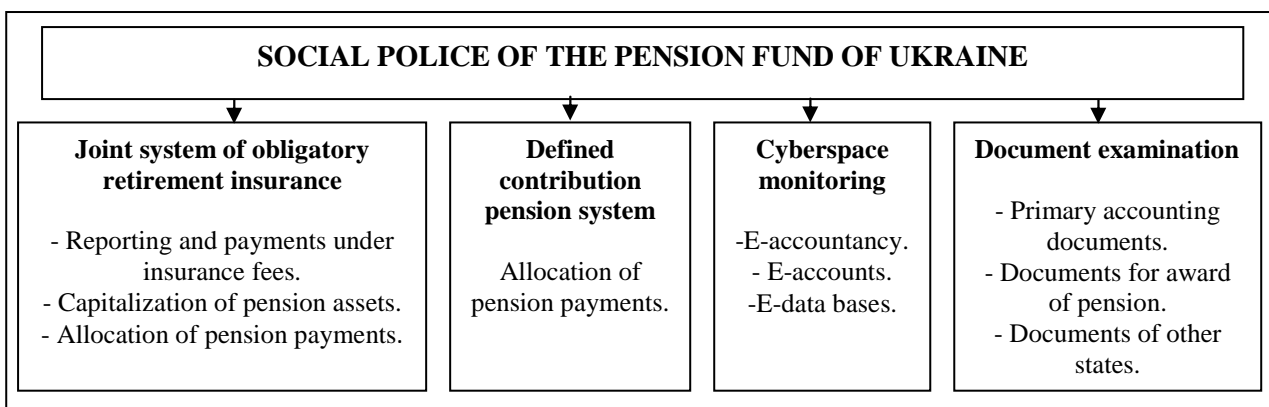 SOCIAL POLICE OF THE PENSION FUND OF UKRAINE
Joint system of obligatory
retirement insurance
- Reporting and payments under
insurance fees.
- Capitalization of pension assets.
- Allocation of pension payments.
Defined
contribution
pension system
Allocation of
pension payments.
Cyberspace
monitoring
-E-accountancy.
- E-accounts.
-E-data bases.
Document examination
- Primary accounting
documents.
- Documents for award
of pension.
- Documents of other
states.